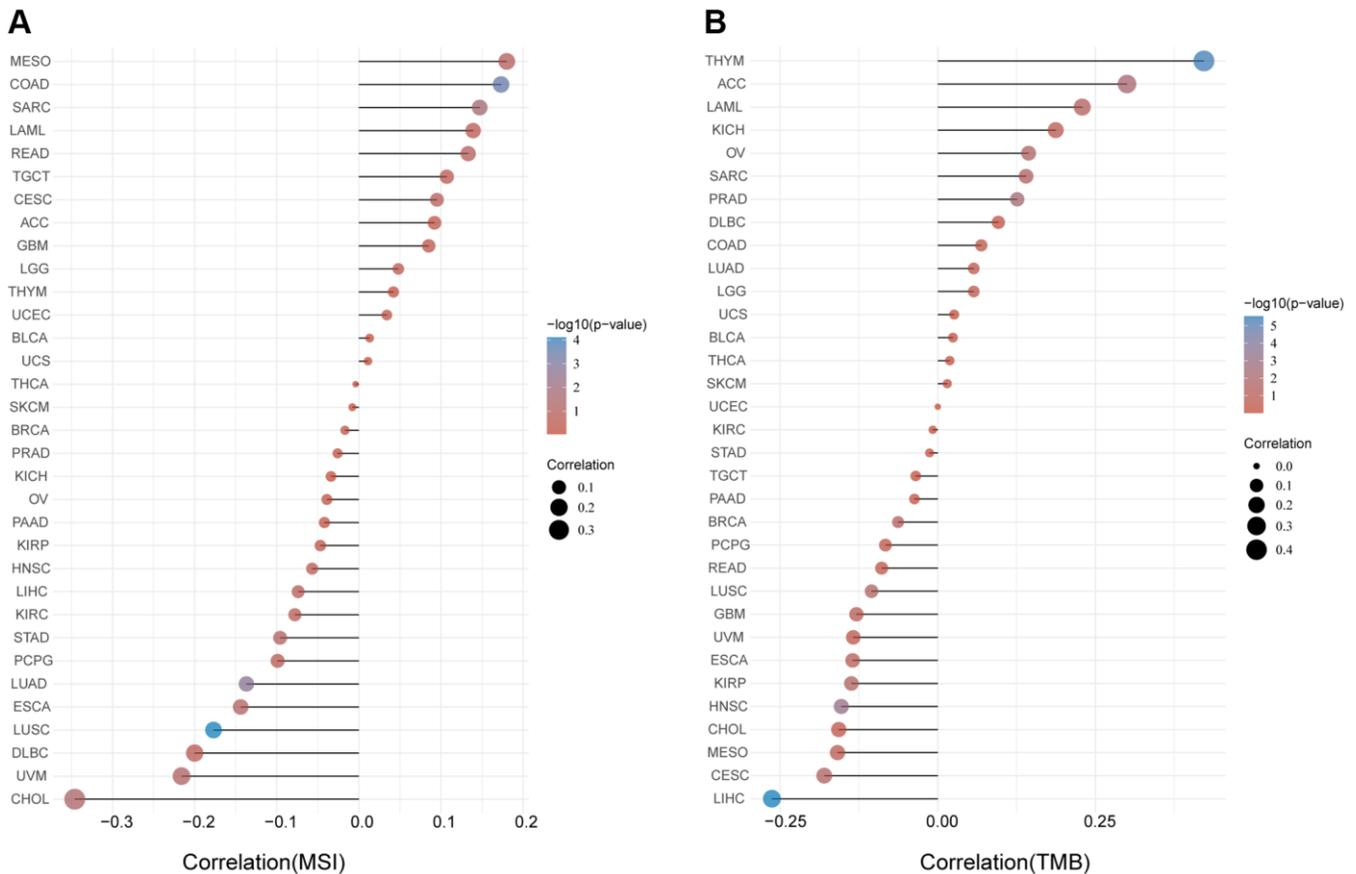 A
MESO
COAD
SARC
LAML
READ
TGCT
CESC
ACC
GBM
LGG
THYM
UCEC
BLCA
UCS
THCA
SKCM
BRCA
PRAD
KICH
OV
PAAD
KIRP
HNSC
LIHC
KIRC
STAD
PCPG
LUAD
ESCA
LUSC
DLBC
UVM
CHOL
−0.3 −0.2 −0.1 0.0 0.1 0.2
Correlation(MSI)
−log10(p−value)
4
3
2
1
Correlation
0.1
0.2
0.3
B
THYM
ACC
LAML
KICH
OV
SARC
PRAD
DLBC
COAD
LUAD
LGG
UCS
BLCA
THCA
SKCM
UCEC
KIRC
STAD
TGCT
PAAD
BRCA
PCPG
READ
LUSC
GBM
UVM
ESCA
KIRP
HNSC
CHOL
MESO
CESC
LIHC
−0.25 0.00 0.25
Correlation(TMB)
−log10(p−value)
5
4
3
2
1
Correlation
0.0
0.1
0.2
0.3
0.4